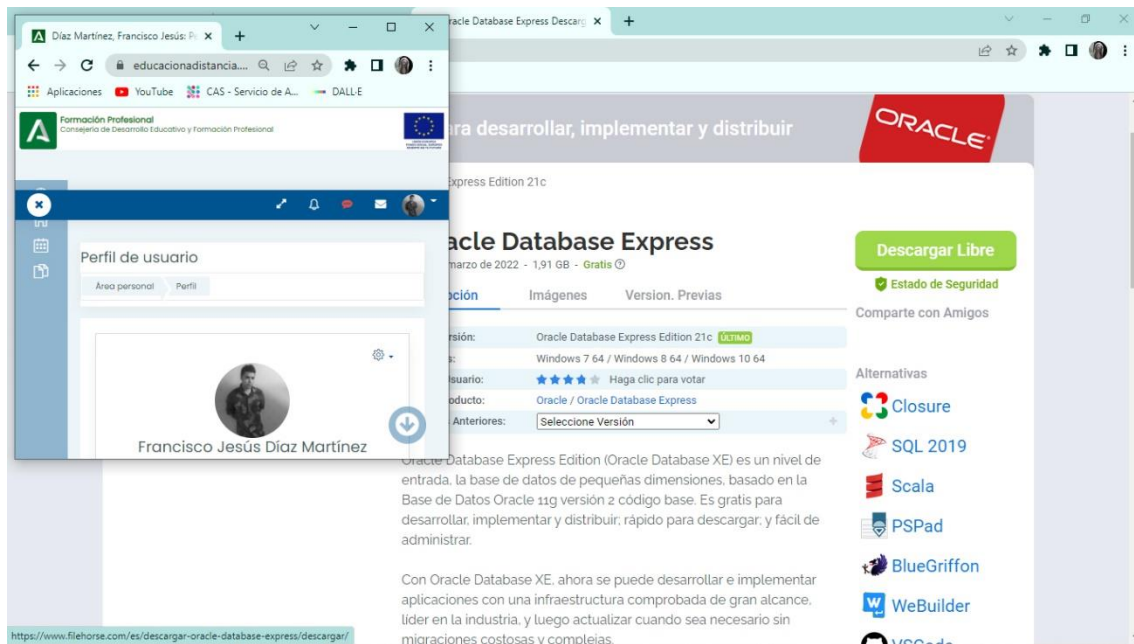 Díaz Martínez, Francisco Jesús: P
educacionadistancia....
Aplicaciones
YouTube
CAS - Servicio de A...
DALL·E
Formación Profesional
Consejería de Desarrollo Educativo y Formación Profesional
Perfil de usuario
Área personal
Perfil
Francisco Jesús Díaz Martínez
racle Database Express Descarg
ara desarrollar, implementar y distribuir
ORACLE
Express Edition 21c
acle Database Express
marzo de 2022 - 1,91 GB - Gratis
pción
Imágenes
Version. Previas
rsión:
Oracle Database Express Edition 21c
ÚLTIMO
s:
Windows 7 64 / Windows 8 64 / Windows 10 64
suario:
Haga clic para votar
oducto:
Oracle / Oracle Database Express
Anteriores:
Seleccione Versión
Oracle Database Express Edition (Oracle Database XE) es un nivel de
entrada, la base de datos de pequeñas dimensiones, basado en la
Base de Datos Oracle 11g versión 2 código base. Es gratis para
desarrollar, implementar y distribuir; rápido para descargar; y fácil de
administrar.
Con Oracle Database XE, ahora se puede desarrollar e implementar
aplicaciones con una infraestructura comprobada de gran alcance,
líder en la industria, y luego actualizar cuando sea necesario sin
migraciones costosas y complejas.
Descargar Libre
Estado de Seguridad
Comparte con Amigos
Alternativas
Closure
SQL 2019
Scala
PSPad
BlueGriffon
WeBuilder
VSCode
https://www.filehorse.com/es/descargar-oracle-database-express/descargar/